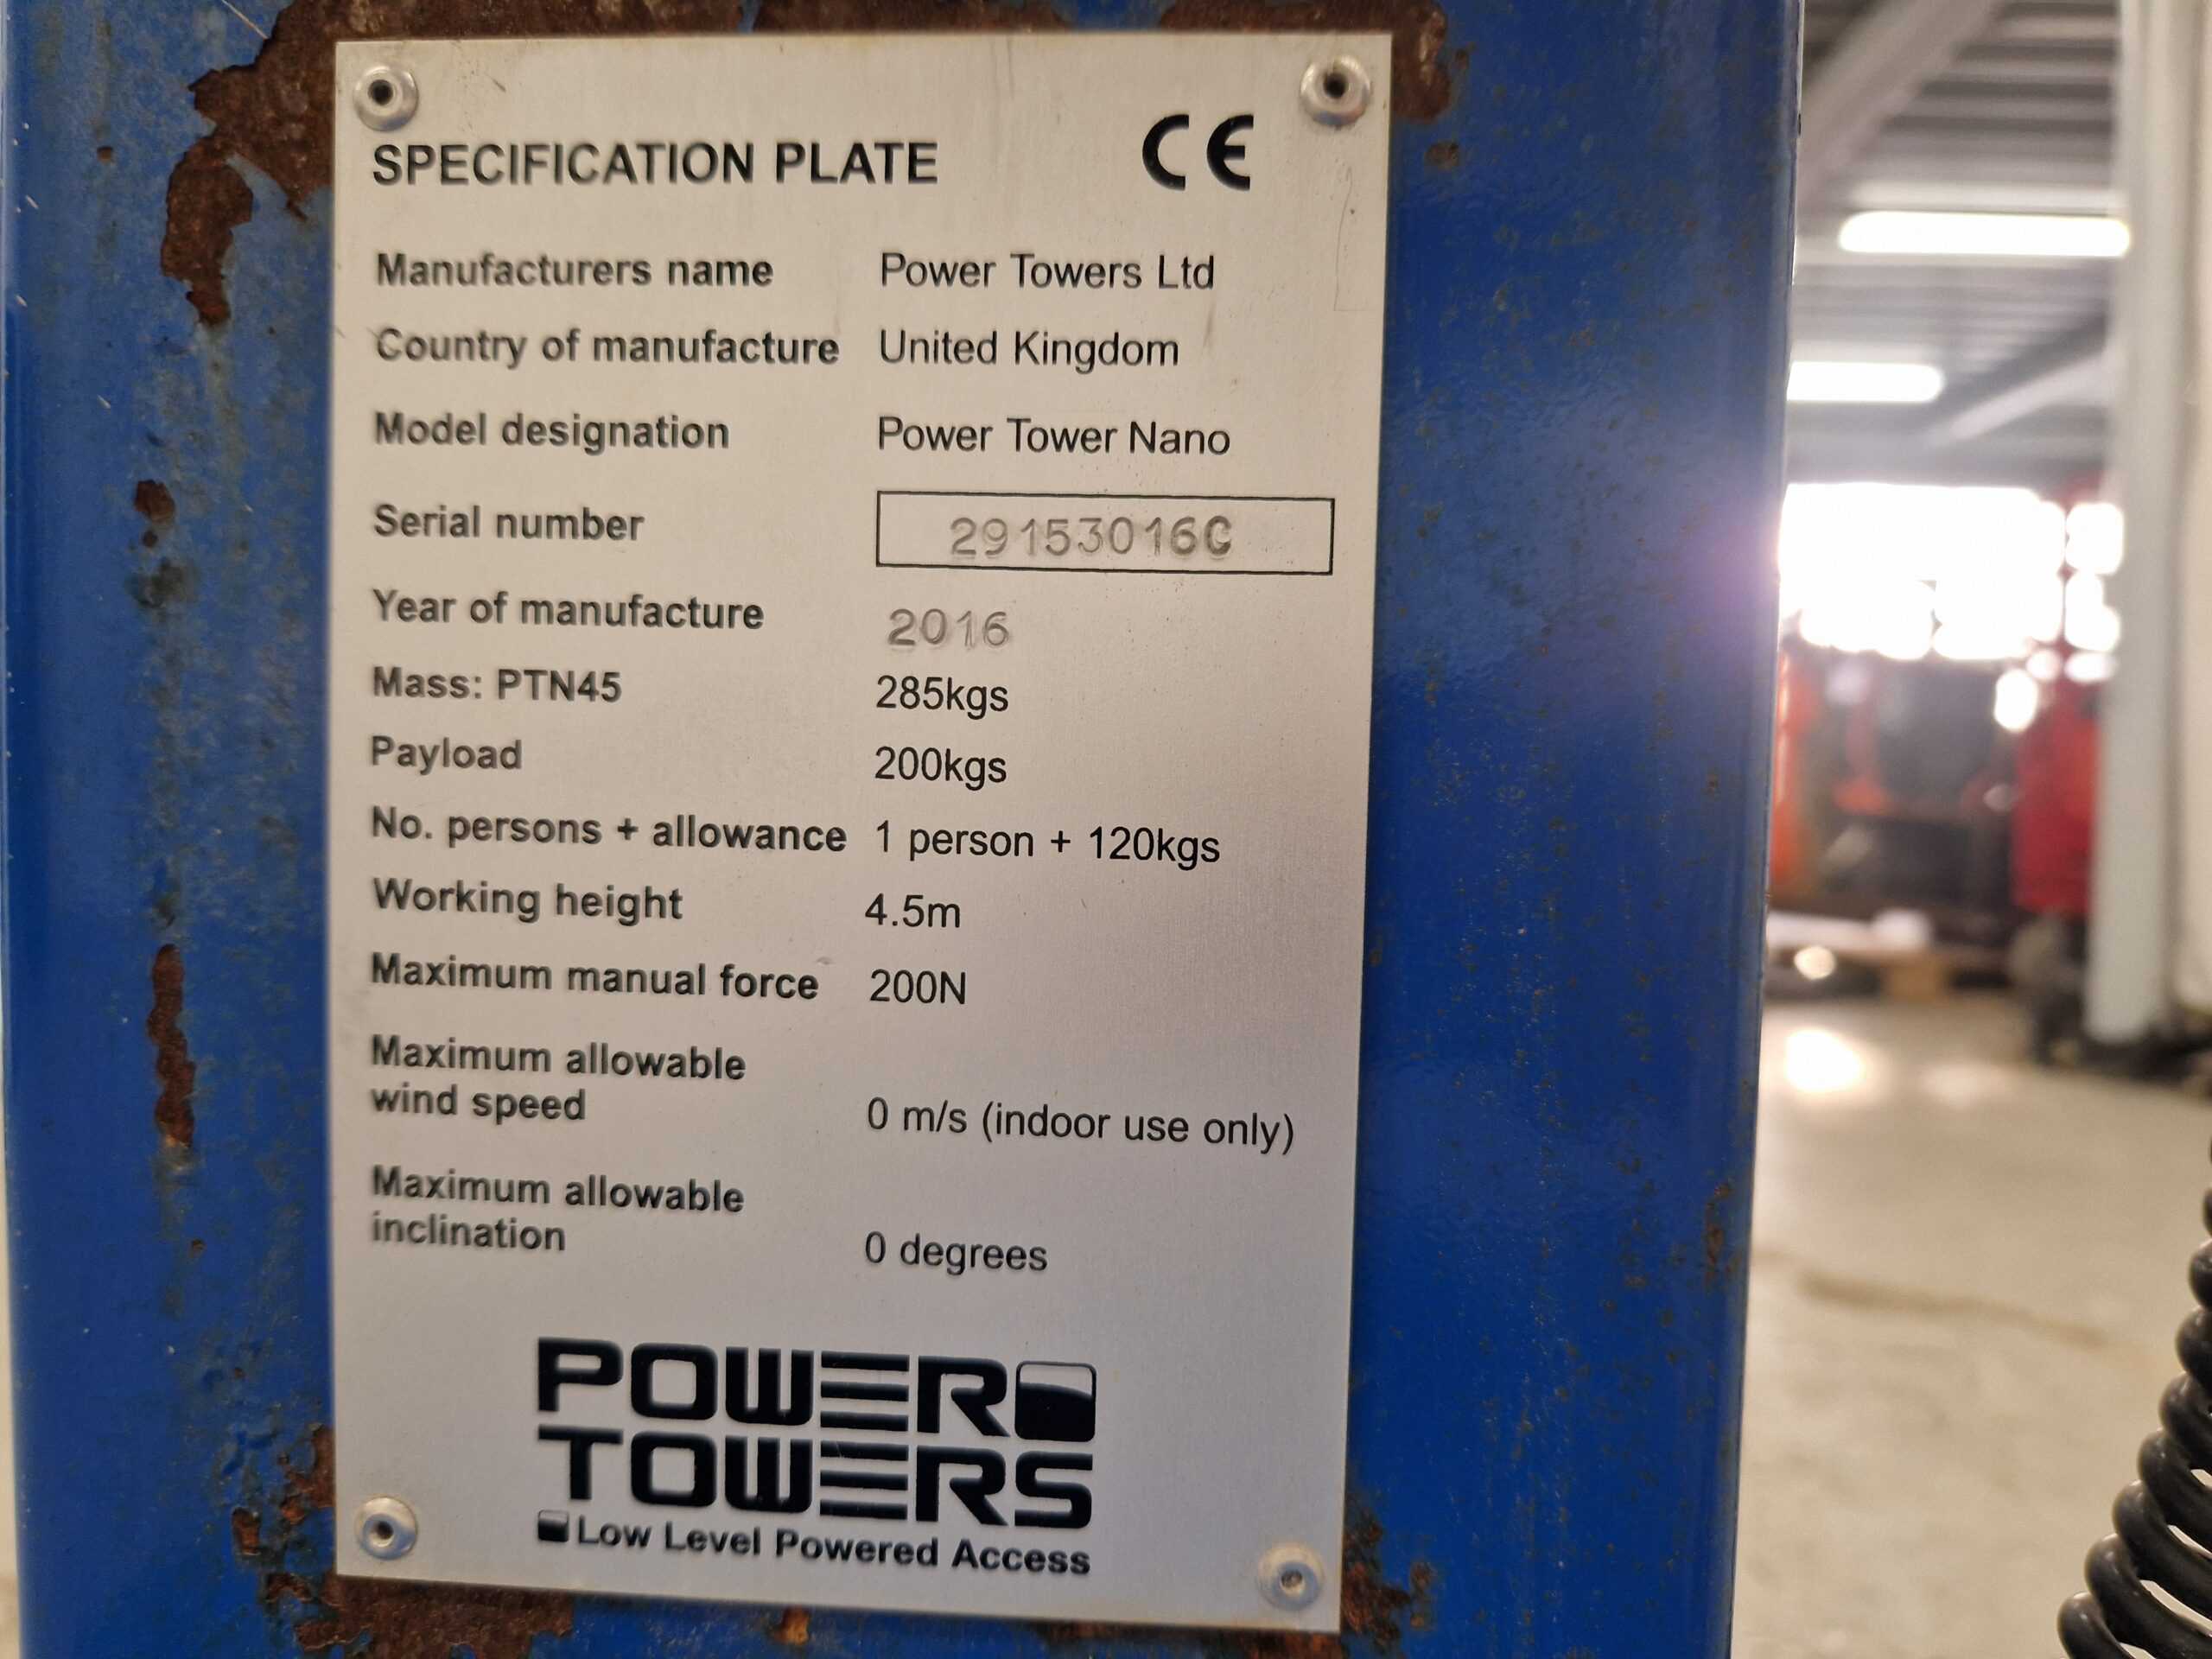 SPECIFICATION PLATE CE
Manufacturers name Power Towers Ltd
Country of manufacture United Kingdom
Model designation Power Tower Nano
Serial number 29153016C
Year of manufacture 2016
Mass: PTN45 285kgs
Payload 200kgs
No. persons + allowance 1 person + 120kgs
Working height 4.5m
Maximum manual force 200N
Maximum allowable
wind speed 0 m/s (indoor use only)
Maximum allowable
inclination 0 degrees
POWER
TOWERS
Low Level Powered Access